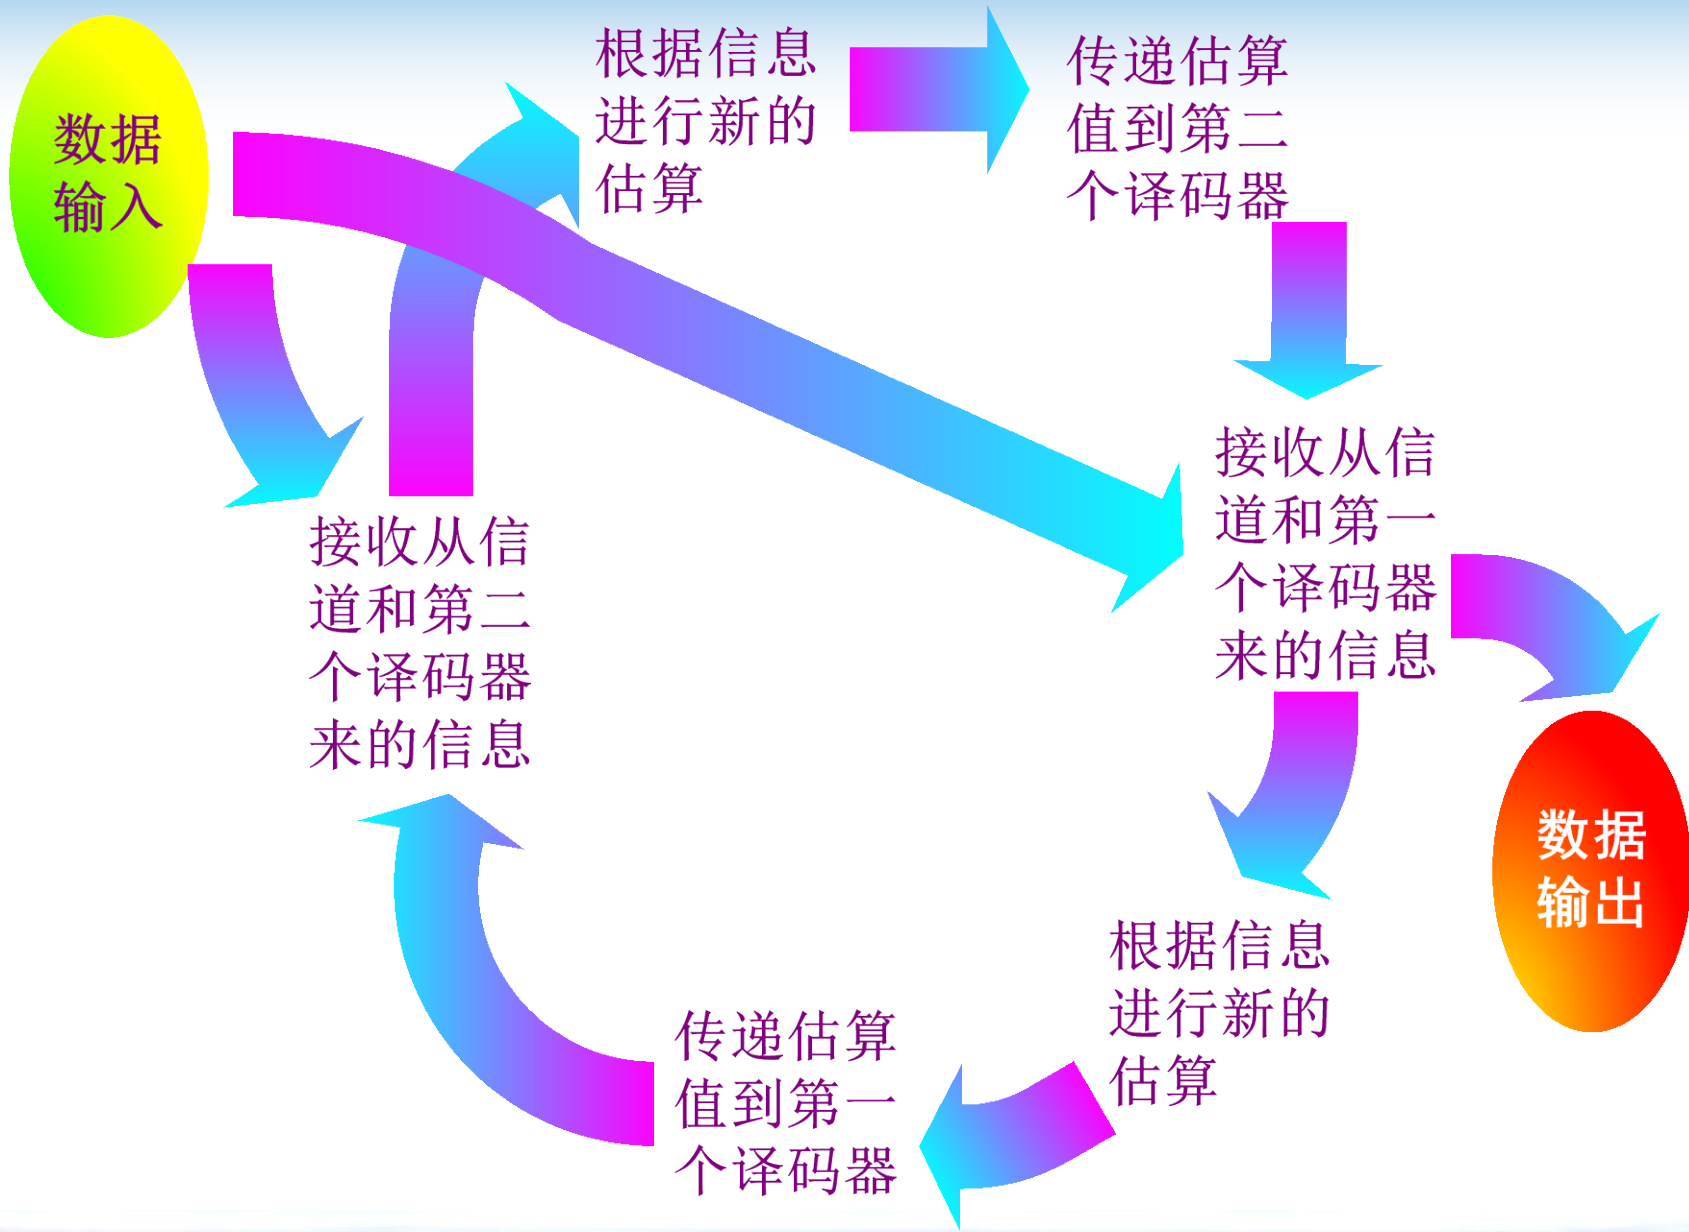 数据
输入
根据信息
进行新的
估算
传递估算
值到第二
个译码器
接收从信
道和第一
个译码器
来的信息
接收从信
道和第二
个译码器
来的信息
数据
输出
根据信息
进行新的
估算
传递估算
值到第一
个译码器